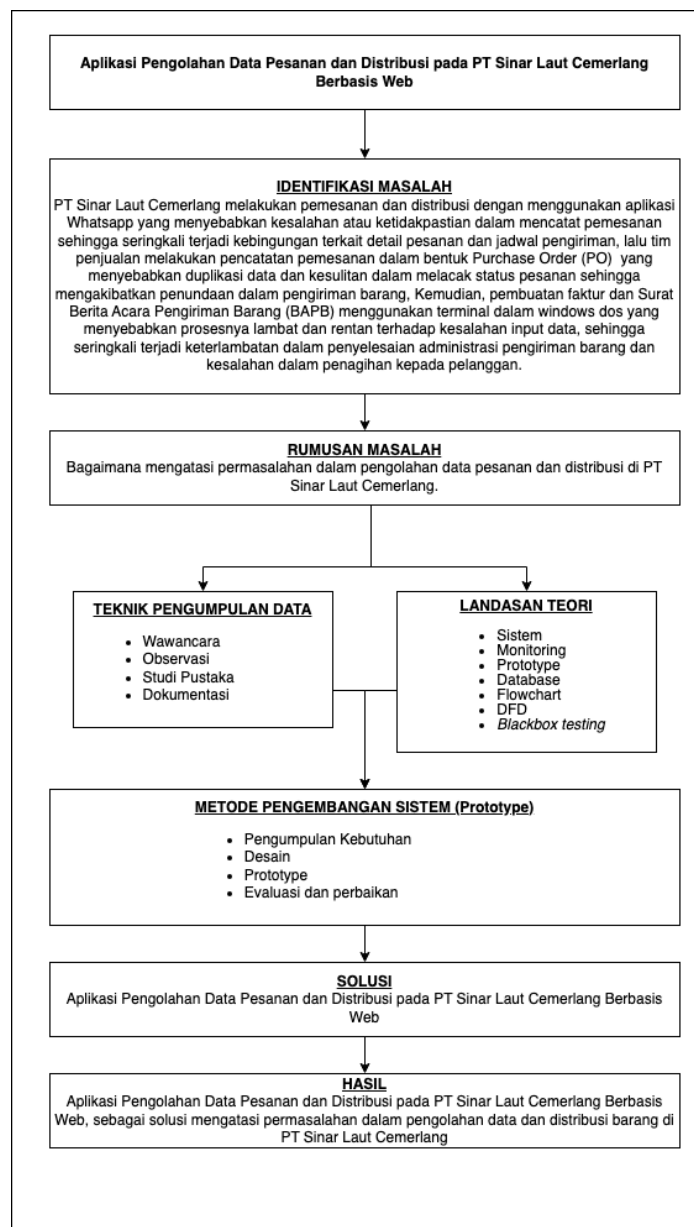 Aplikasi Pengolahan Data Pesanan dan Distribusi pada PT Sinar Laut Cemerlang
Berbasis Web
IDENTIFIKASI MASALAH
PT Sinar Laut Cemerlang melakukan pemesanan dan distribusi dengan menggunakan aplikasi
Whatsapp yang menyebabkan kesalahan atau ketidakpastian dalam mencatat pemesanan
sehingga seringkali terjadi kebingungan terkait detail pesanan dan jadwal pengiriman, lalu tim
penjualan melakukan pencatatan pemesanan dalam bentuk Purchase Order (PO)  yang
menyebabkan duplikasi data dan kesulitan dalam melacak status pesanan sehingga
mengakibatkan penundaan dalam pengiriman barang, Kemudian, pembuatan faktur dan Surat
Berita Acara Pengiriman Barang (BAPB) menggunakan terminal dalam windows dos yang
menyebabkan prosesnya lambat dan rentan terhadap kesalahan input data, sehingga
seringkali terjadi keterlambatan dalam penyelesaian administrasi pengiriman barang dan
kesalahan dalam penagihan kepada pelanggan.
RUMUSAN MASALAH
Bagaimana mengatasi permasalahan dalam pengolahan data pesanan dan distribusi di PT
Sinar Laut Cemerlang.
TEKNIK PENGUMPULAN DATA
• Wawancara
• Observasi
• Studi Pustaka
• Dokumentasi
LANDASAN TEORI
• Sistem
• Monitoring
• Prototype
• Database
• Flowchart
• DFD
• Blackbox testing
METODE PENGEMBANGAN SISTEM (Prototype)
• Pengumpulan Kebutuhan
• Desain
• Prototype
• Evaluasi dan perbaikan
SOLUSI
Aplikasi Pengolahan Data Pesanan dan Distribusi pada PT Sinar Laut Cemerlang Berbasis
Web
HASIL
Aplikasi Pengolahan Data Pesanan dan Distribusi pada PT Sinar Laut Cemerlang Berbasis
Web, sebagai solusi mengatasi permasalahan dalam pengolahan data dan distribusi barang di
PT Sinar Laut Cemerlang